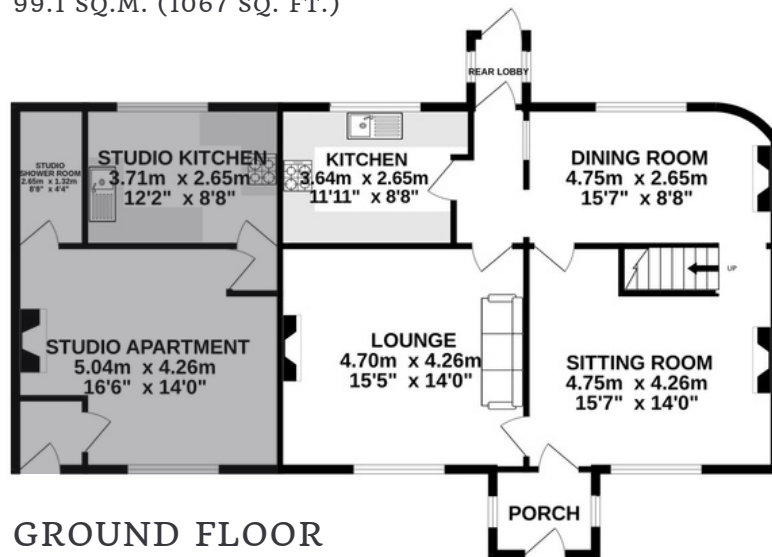 99.1 SQ.M. (1067 SQ. FT.)
REAR LOBBY
STUDIO
SHOWER ROOM
2.65m x 1.32m
8'8" x 4'4"
STUDIO KITCHEN
3.71m x 2.65m
12'2" x 8'8"
KITCHEN
3.64m x 2.65m
11'11" x 8'8"
DINING ROOM
4.75m x 2.65m
15'7" x 8'8"
UP
STUDIO APARTMENT
5.04m x 4.26m
16'6" x 14'0"
LOUNGE
4.70m x 4.26m
15'5" x 14'0"
SITTING ROOM
4.75m x 4.26m
15'7" x 14'0"
PORCH
GROUND FLOOR